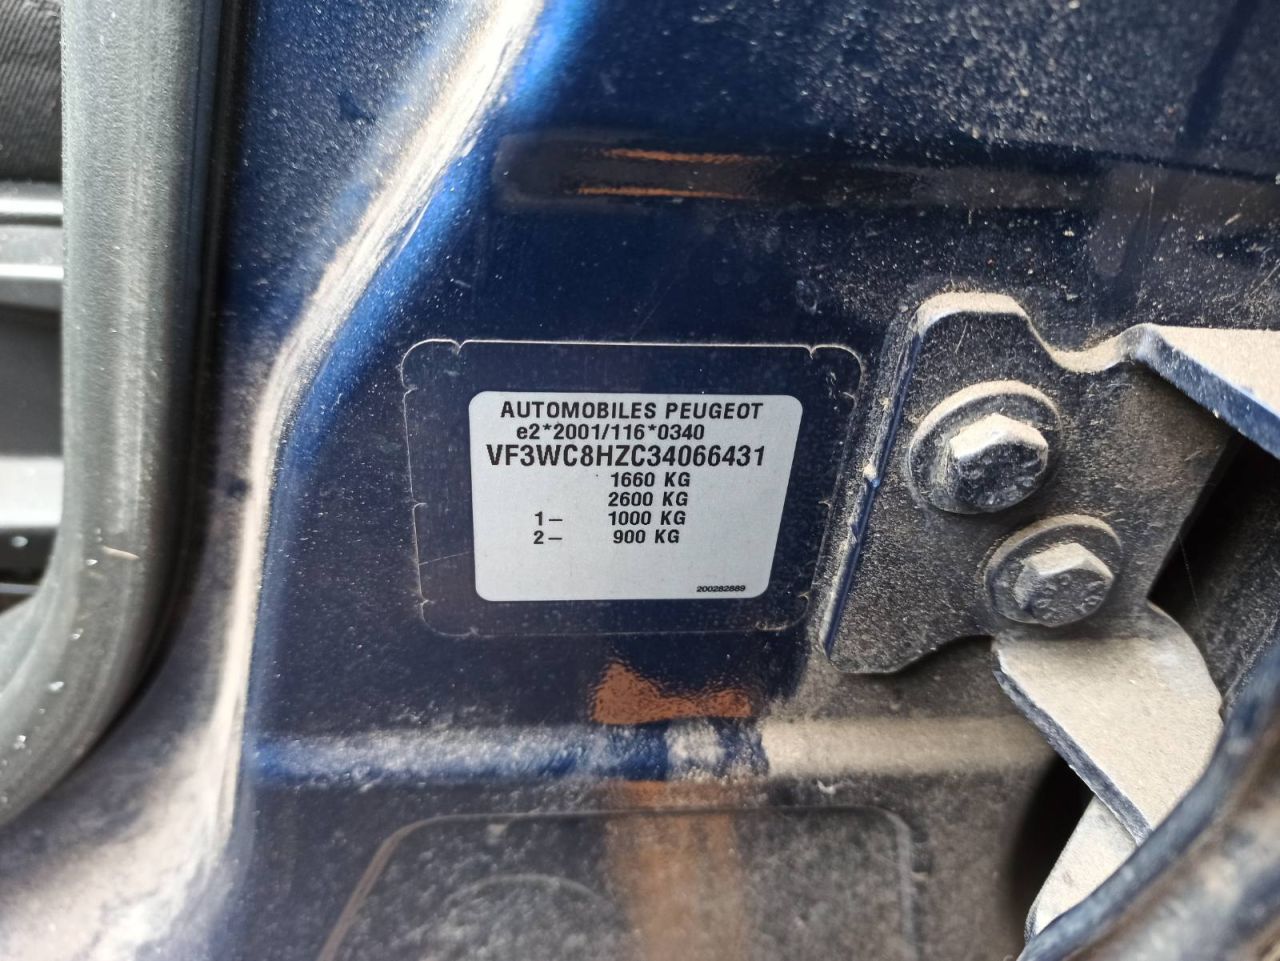 AUTOMOBILES PEUGEOT
e2*2001/116*0340
VF3WC8HZC34066431
1660 KG
2600 KG
1– 1000 KG
2– 900 KG
200282889